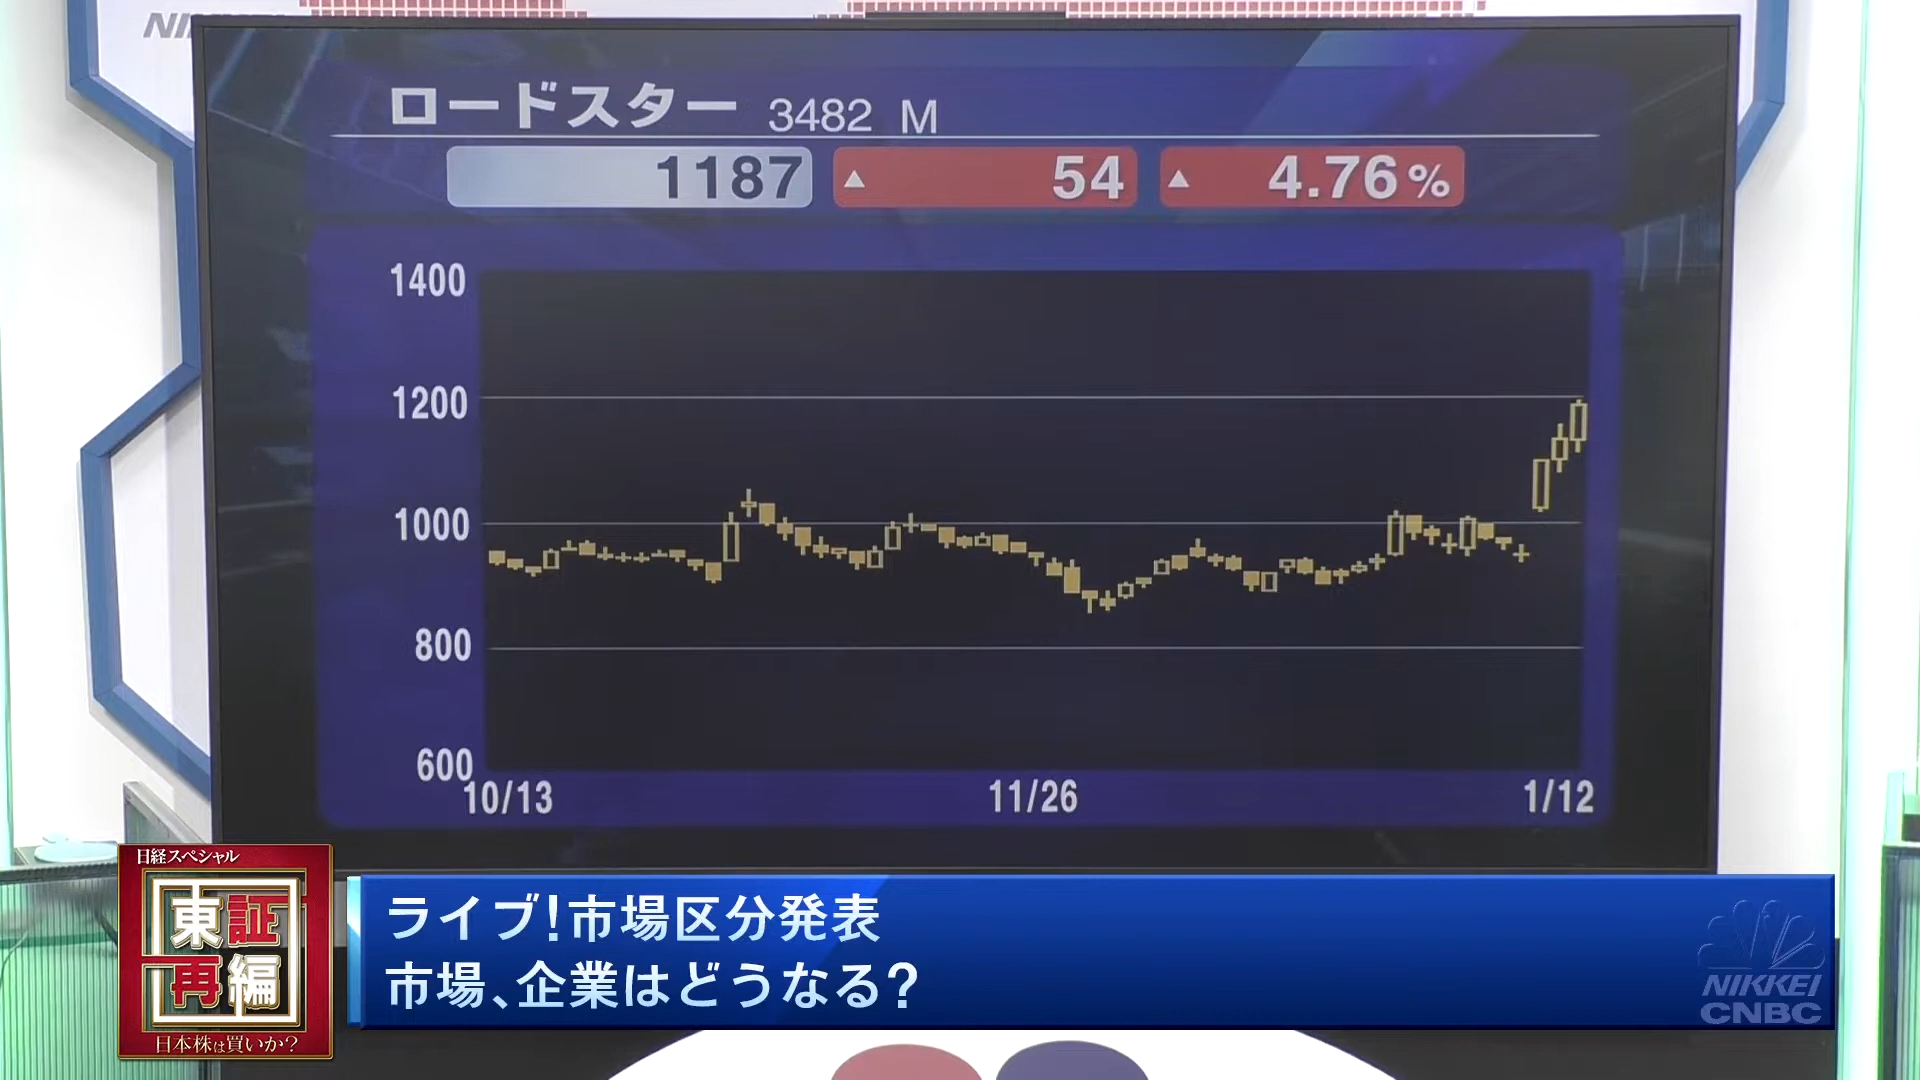 ロードスター 3482 M
1187 ▲ 54 ▲ 4.76%
1400
1200
1000
800
600
10/13 11/26 1/12
日経スペシャル
東証
再編
日本株は買いか?
ライブ!市場区分発表
市場、企業はどうなる?
NIKKEI
CNBC